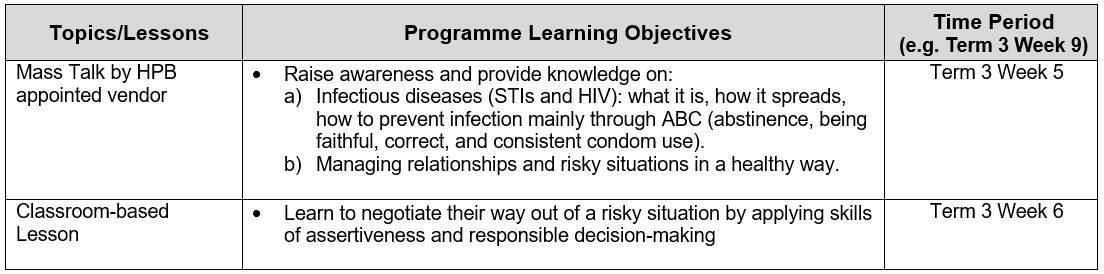 Topics/Lessons
Programme Learning Objectives
Time Period
(e.g. Term 3 Week 9)
Mass Talk by HPB
appointed vendor
• Raise awareness and provide knowledge on:
a) Infectious diseases (STIs and HIV): what it is, how it spreads,
how to prevent infection mainly through ABC (abstinence, being
faithful, correct, and consistent condom use).
b) Managing relationships and risky situations in a healthy way.
Term 3 Week 5
Classroom-based
Lesson
• Learn to negotiate their way out of a risky situation by applying skills
of assertiveness and responsible decision-making
Term 3 Week 6